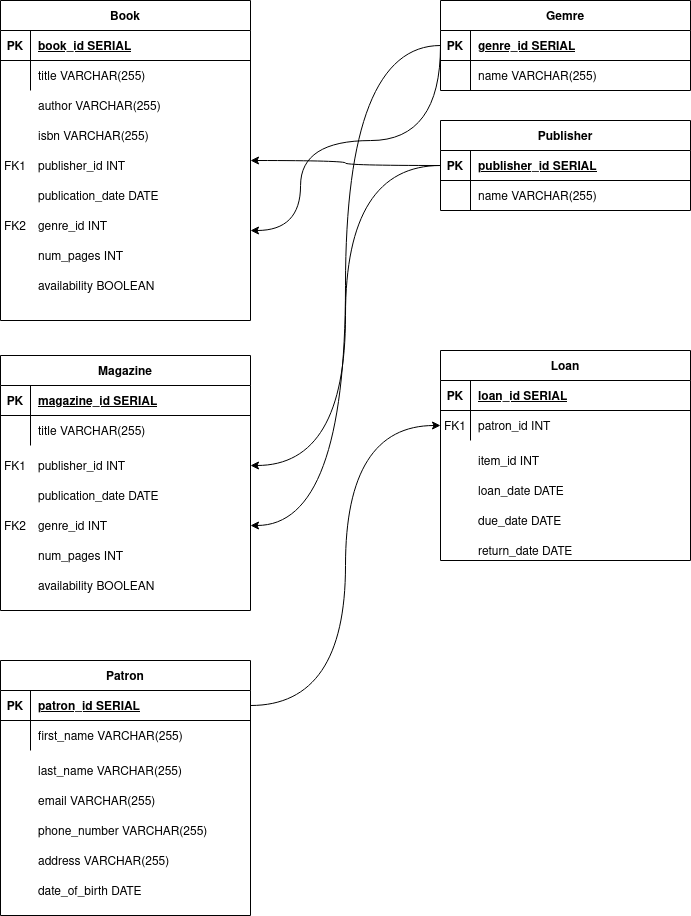 Book
PK book_id SERIAL
title VARCHAR(255)
author VARCHAR(255)
isbn VARCHAR(255)
FK1 publisher_id INT
publication_date DATE
FK2 genre_id INT
num_pages INT
availability BOOLEAN
Gemre
PK genre_id SERIAL
name VARCHAR(255)
Publisher
PK publisher_id SERIAL
name VARCHAR(255)
Magazine
PK magazine_id SERIAL
title VARCHAR(255)
FK1 publisher_id INT
publication_date DATE
FK2 genre_id INT
num_pages INT
availability BOOLEAN
Loan
PK loan_id SERIAL
FK1 patron_id INT
item_id INT
loan_date DATE
due_date DATE
return_date DATE
Patron
PK patron_id SERIAL
first_name VARCHAR(255)
last_name VARCHAR(255)
email VARCHAR(255)
phone_number VARCHAR(255)
address VARCHAR(255)
date_of_birth DATE